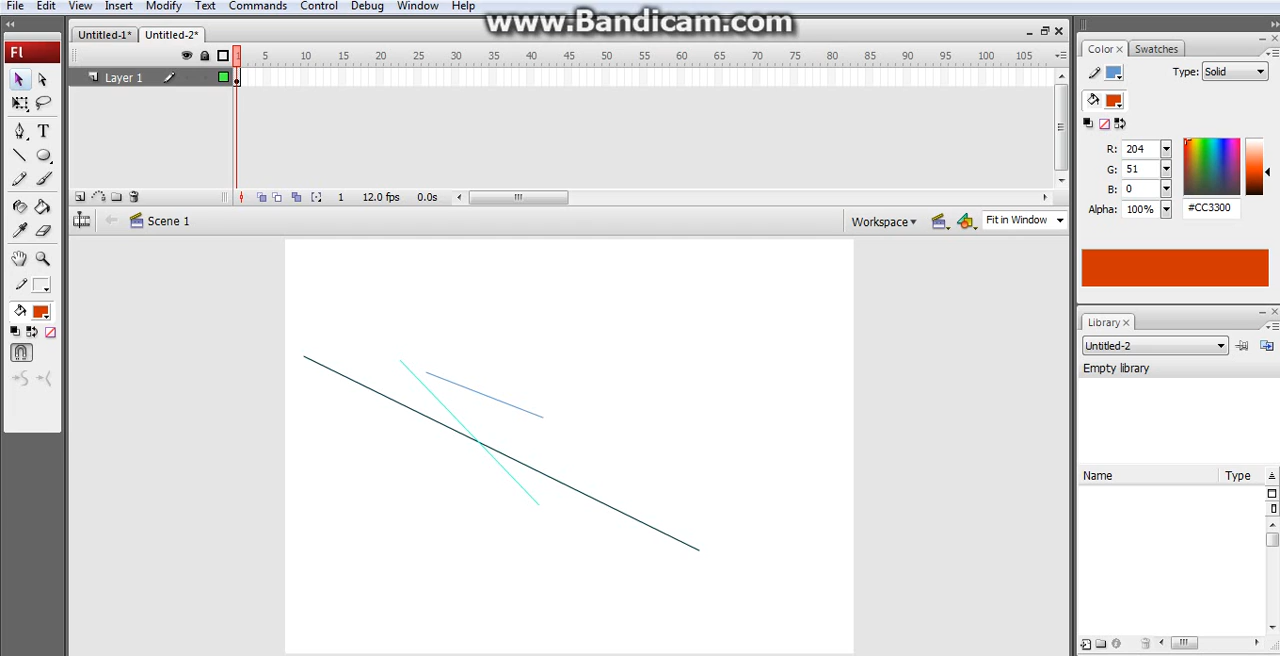 File Edit View Insert Modify Text Commands Control Debug Window Help
www.Bandicam.com
Untitled-1* Untitled-2*
Fl
1 5 10 15 20 25 30 35 40 45 50 55 60 65 70 75 80 85 90 95 100 105
Layer 1
1 12.0 fps 0.0s
Scene 1
Workspace
Fit in Window
T
Color Swatches
Type: Solid
R: 204
G: 51
B: 0
Alpha: 100% #CC3300
Library
Untitled-2
Empty library
Name Type